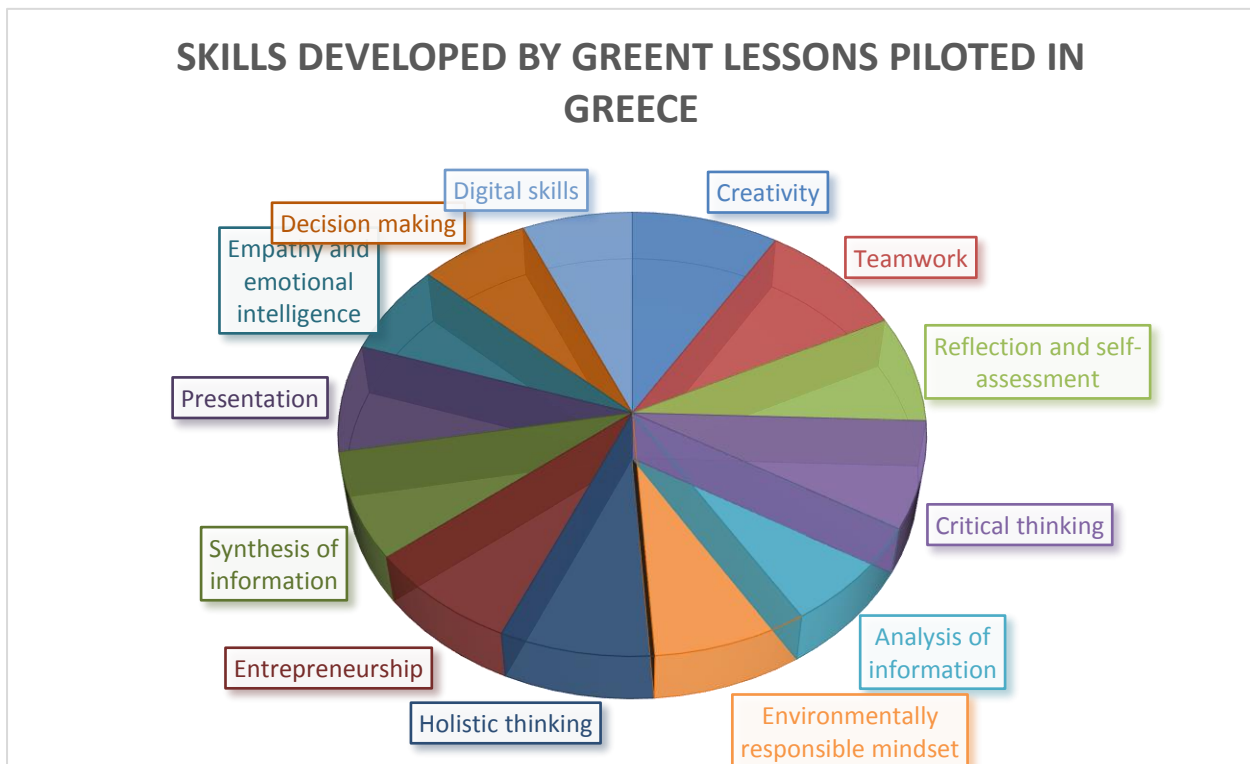 SKILLS DEVELOPED BY GREENT LESSONS PILOTED IN
GREECE
Digital skills
Creativity
Decision making
Teamwork
Empathy and
emotional
intelligence
Reflection and self-
assessment
Presentation
Critical thinking
Synthesis of
information
Analysis of
information
Entrepreneurship
Holistic thinking
Environmentally
responsible mindset